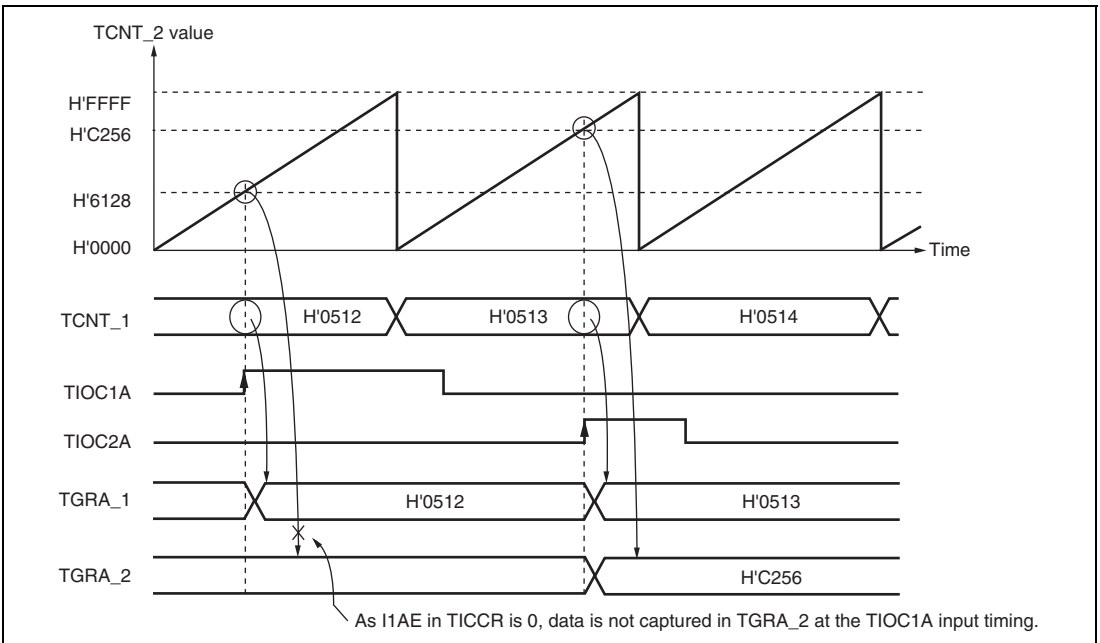 TCNT_2 value
H'FFFF
H'C256
H'6128
H'0000
Time
TCNT_1
H'0512
H'0513
H'0514
TIOC1A
TIOC2A
TGRA_1
H'0512
H'0513
TGRA_2
H'C256
As I1AE in TICCR is 0, data is not captured in TGRA_2 at the TIOC1A input timing.